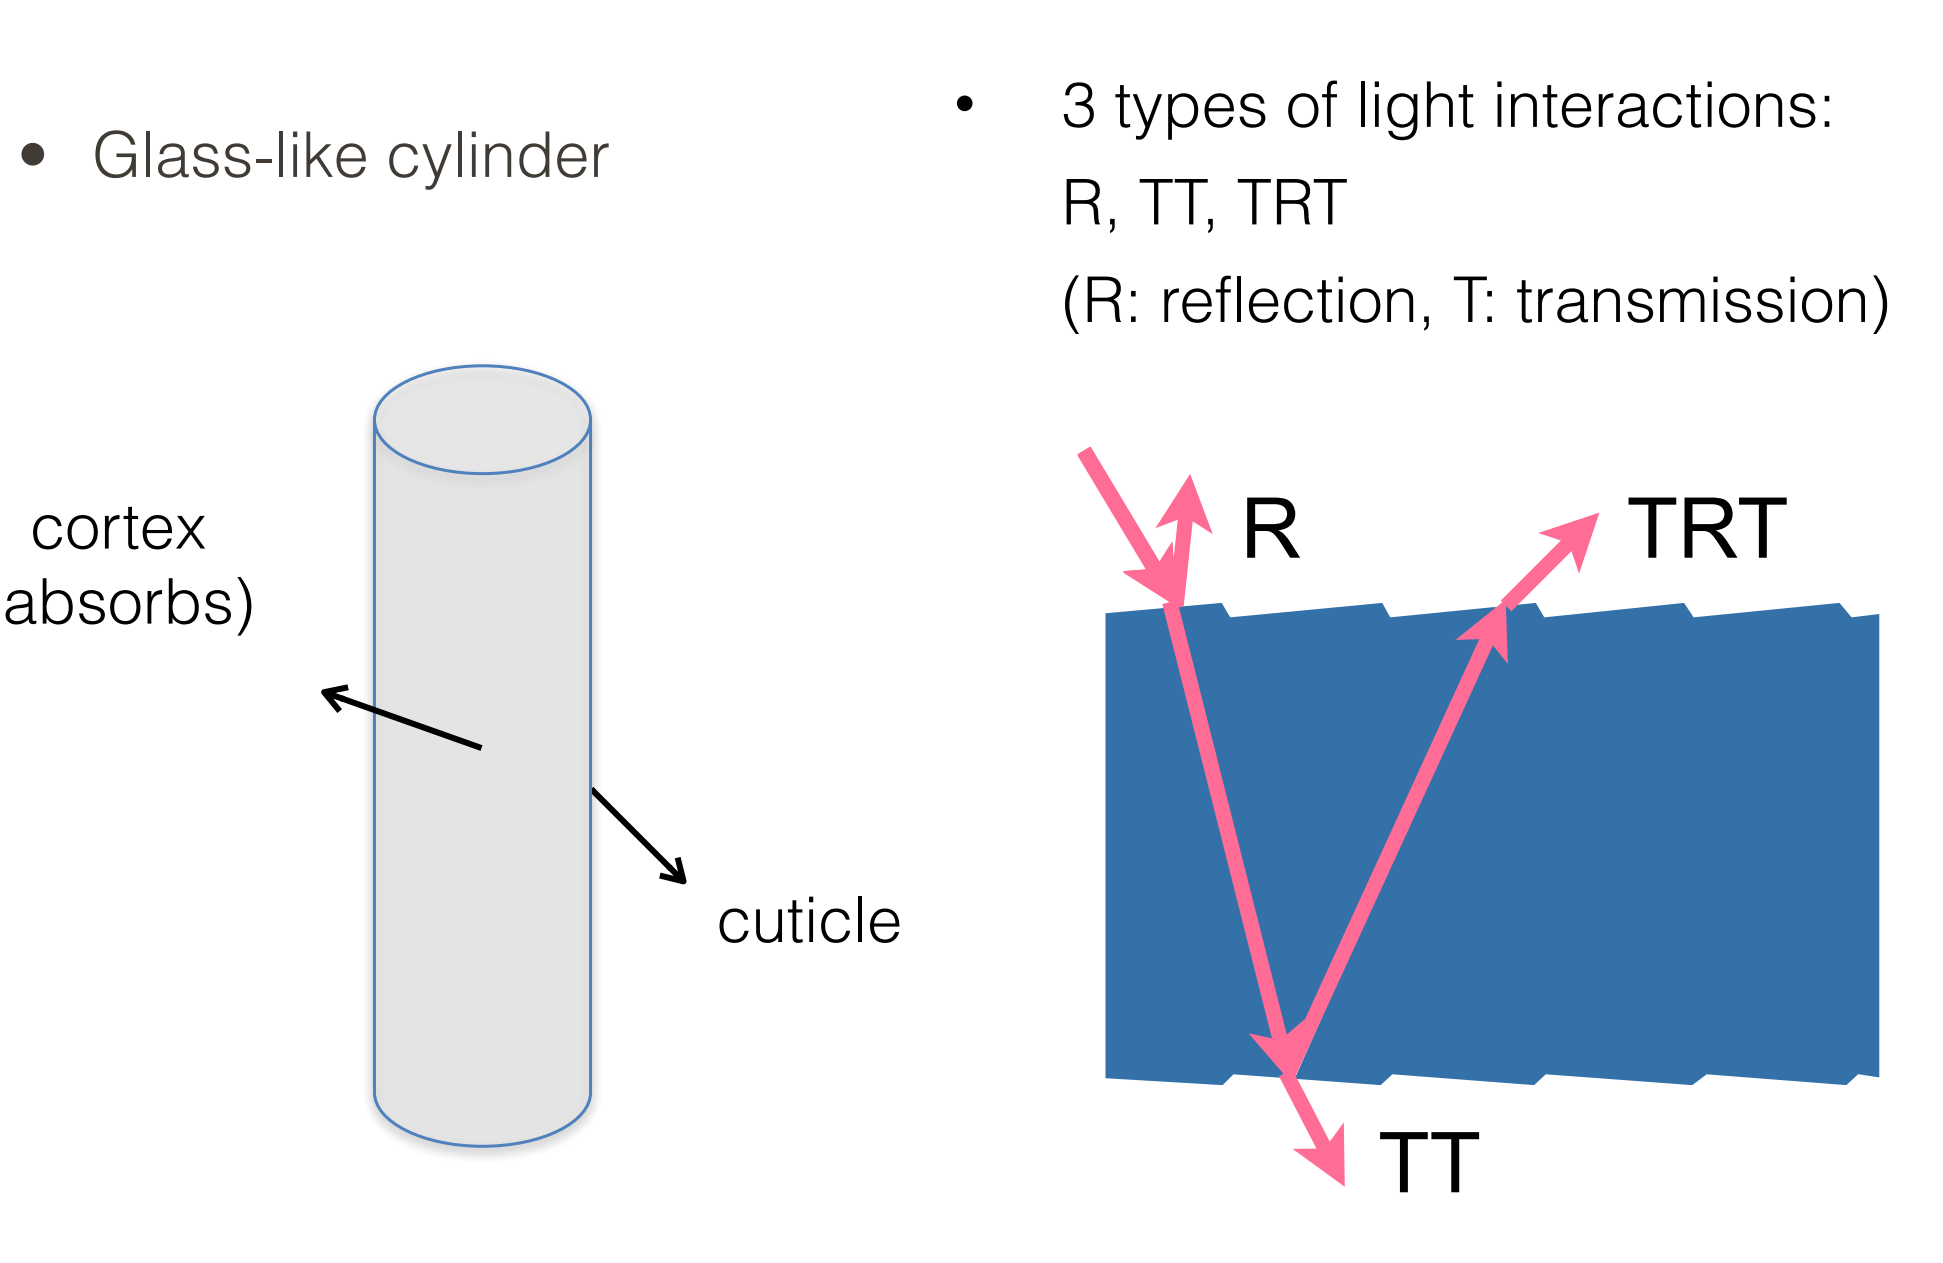 • Glass-like cylinder
• 3 types of light interactions:
R, TT, TRT
(R: reflection, T: transmission)
cortex
absorbs)
cuticle
R
TRT
TT